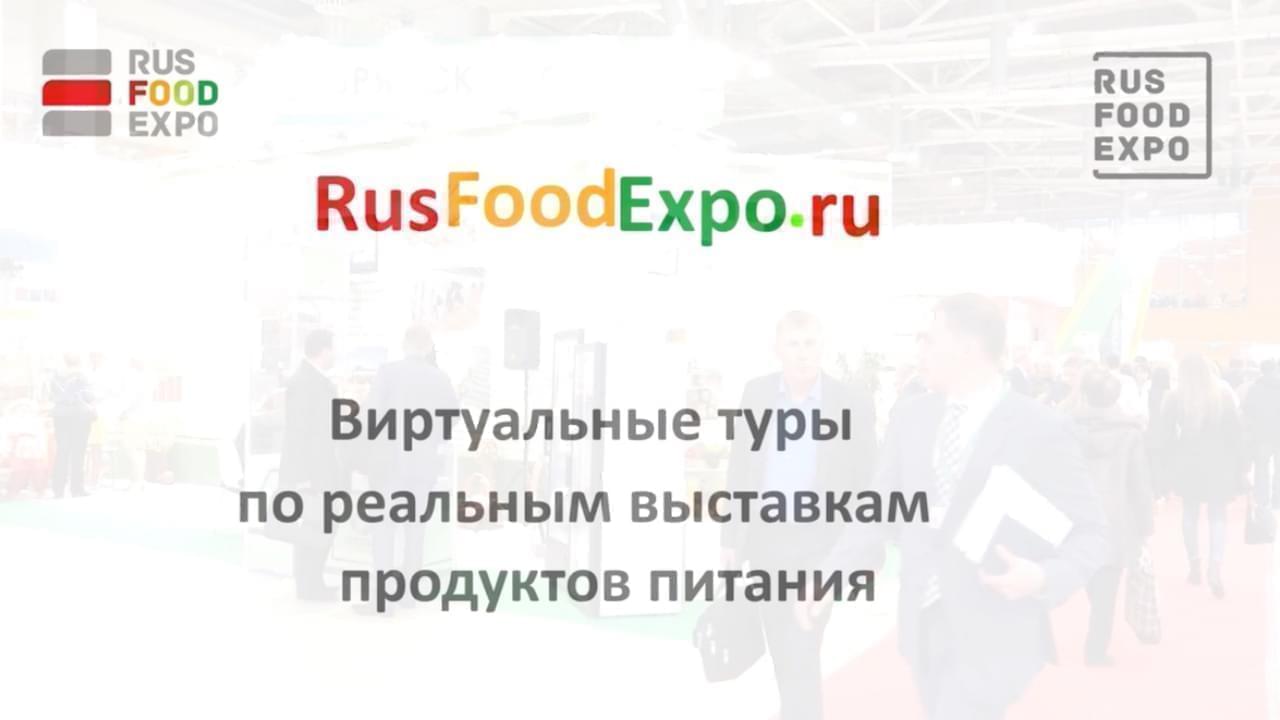 RUS
FOOD
EXPO
RUS
FOOD
EXPO
RusFoodExpo.ru
Виртуальные туры
по реальным выставкам
продуктов питания